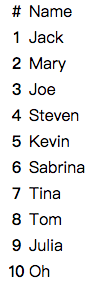 # Name
1 Jack
2 Mary
3 Joe
4 Steven
5 Kevin
6 Sabrina
7 Tina
8 Tom
9 Julia
10 Oh